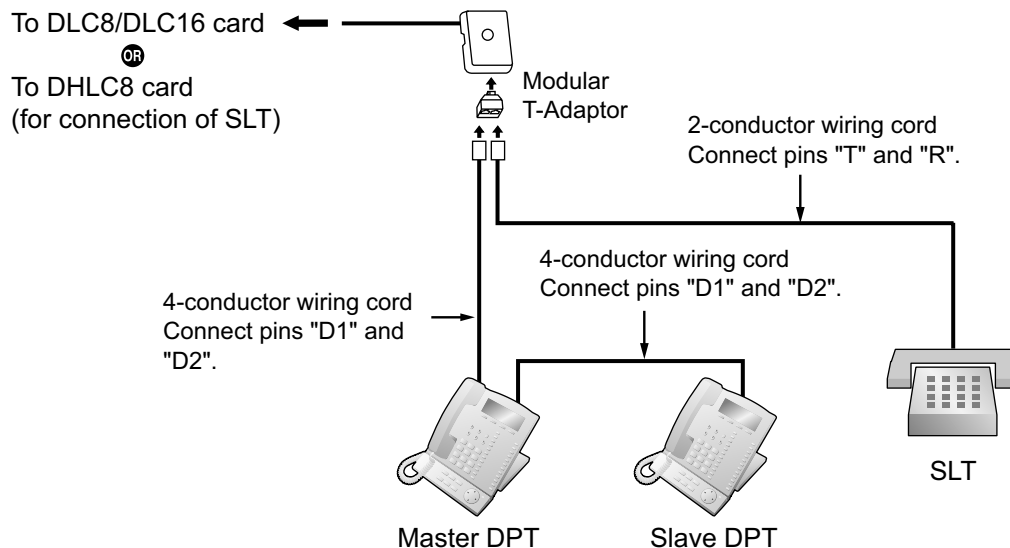 To DLC8/DLC16 card
OR
To DHLC8 card
(for connection of SLT)
Modular
T-Adaptor
2-conductor wiring cord
Connect pins "T" and "R".
4-conductor wiring cord
Connect pins "D1" and "D2".
4-conductor wiring cord
Connect pins "D1" and
"D2".
SLT
Master DPT
Slave DPT